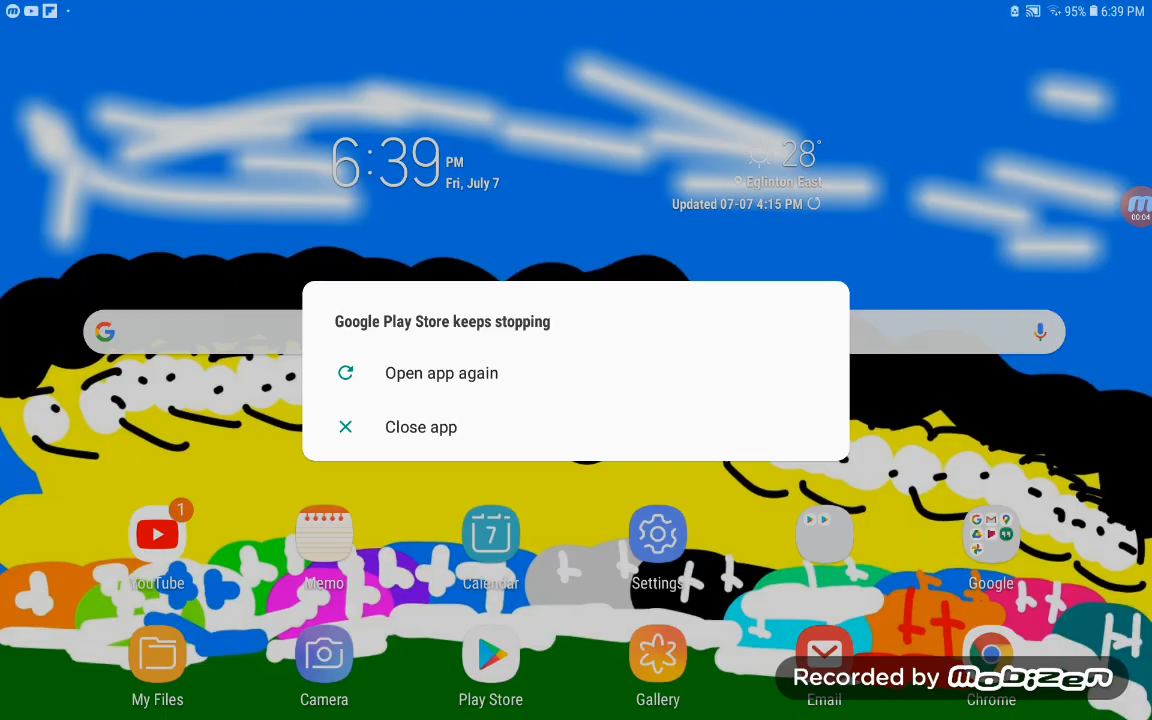 95% 6:39 PM
6:39 PM
Fri, July 7
28°
Eglinton East
Updated 07-07 4:15 PM
00:04
Google Play Store keeps stopping
Open app again
Close app
1
7
YouTube
Memo
Calendar
Settings
Google
My Files
Camera
Play Store
Gallery
Email
Chrome
Recorded by mobizen